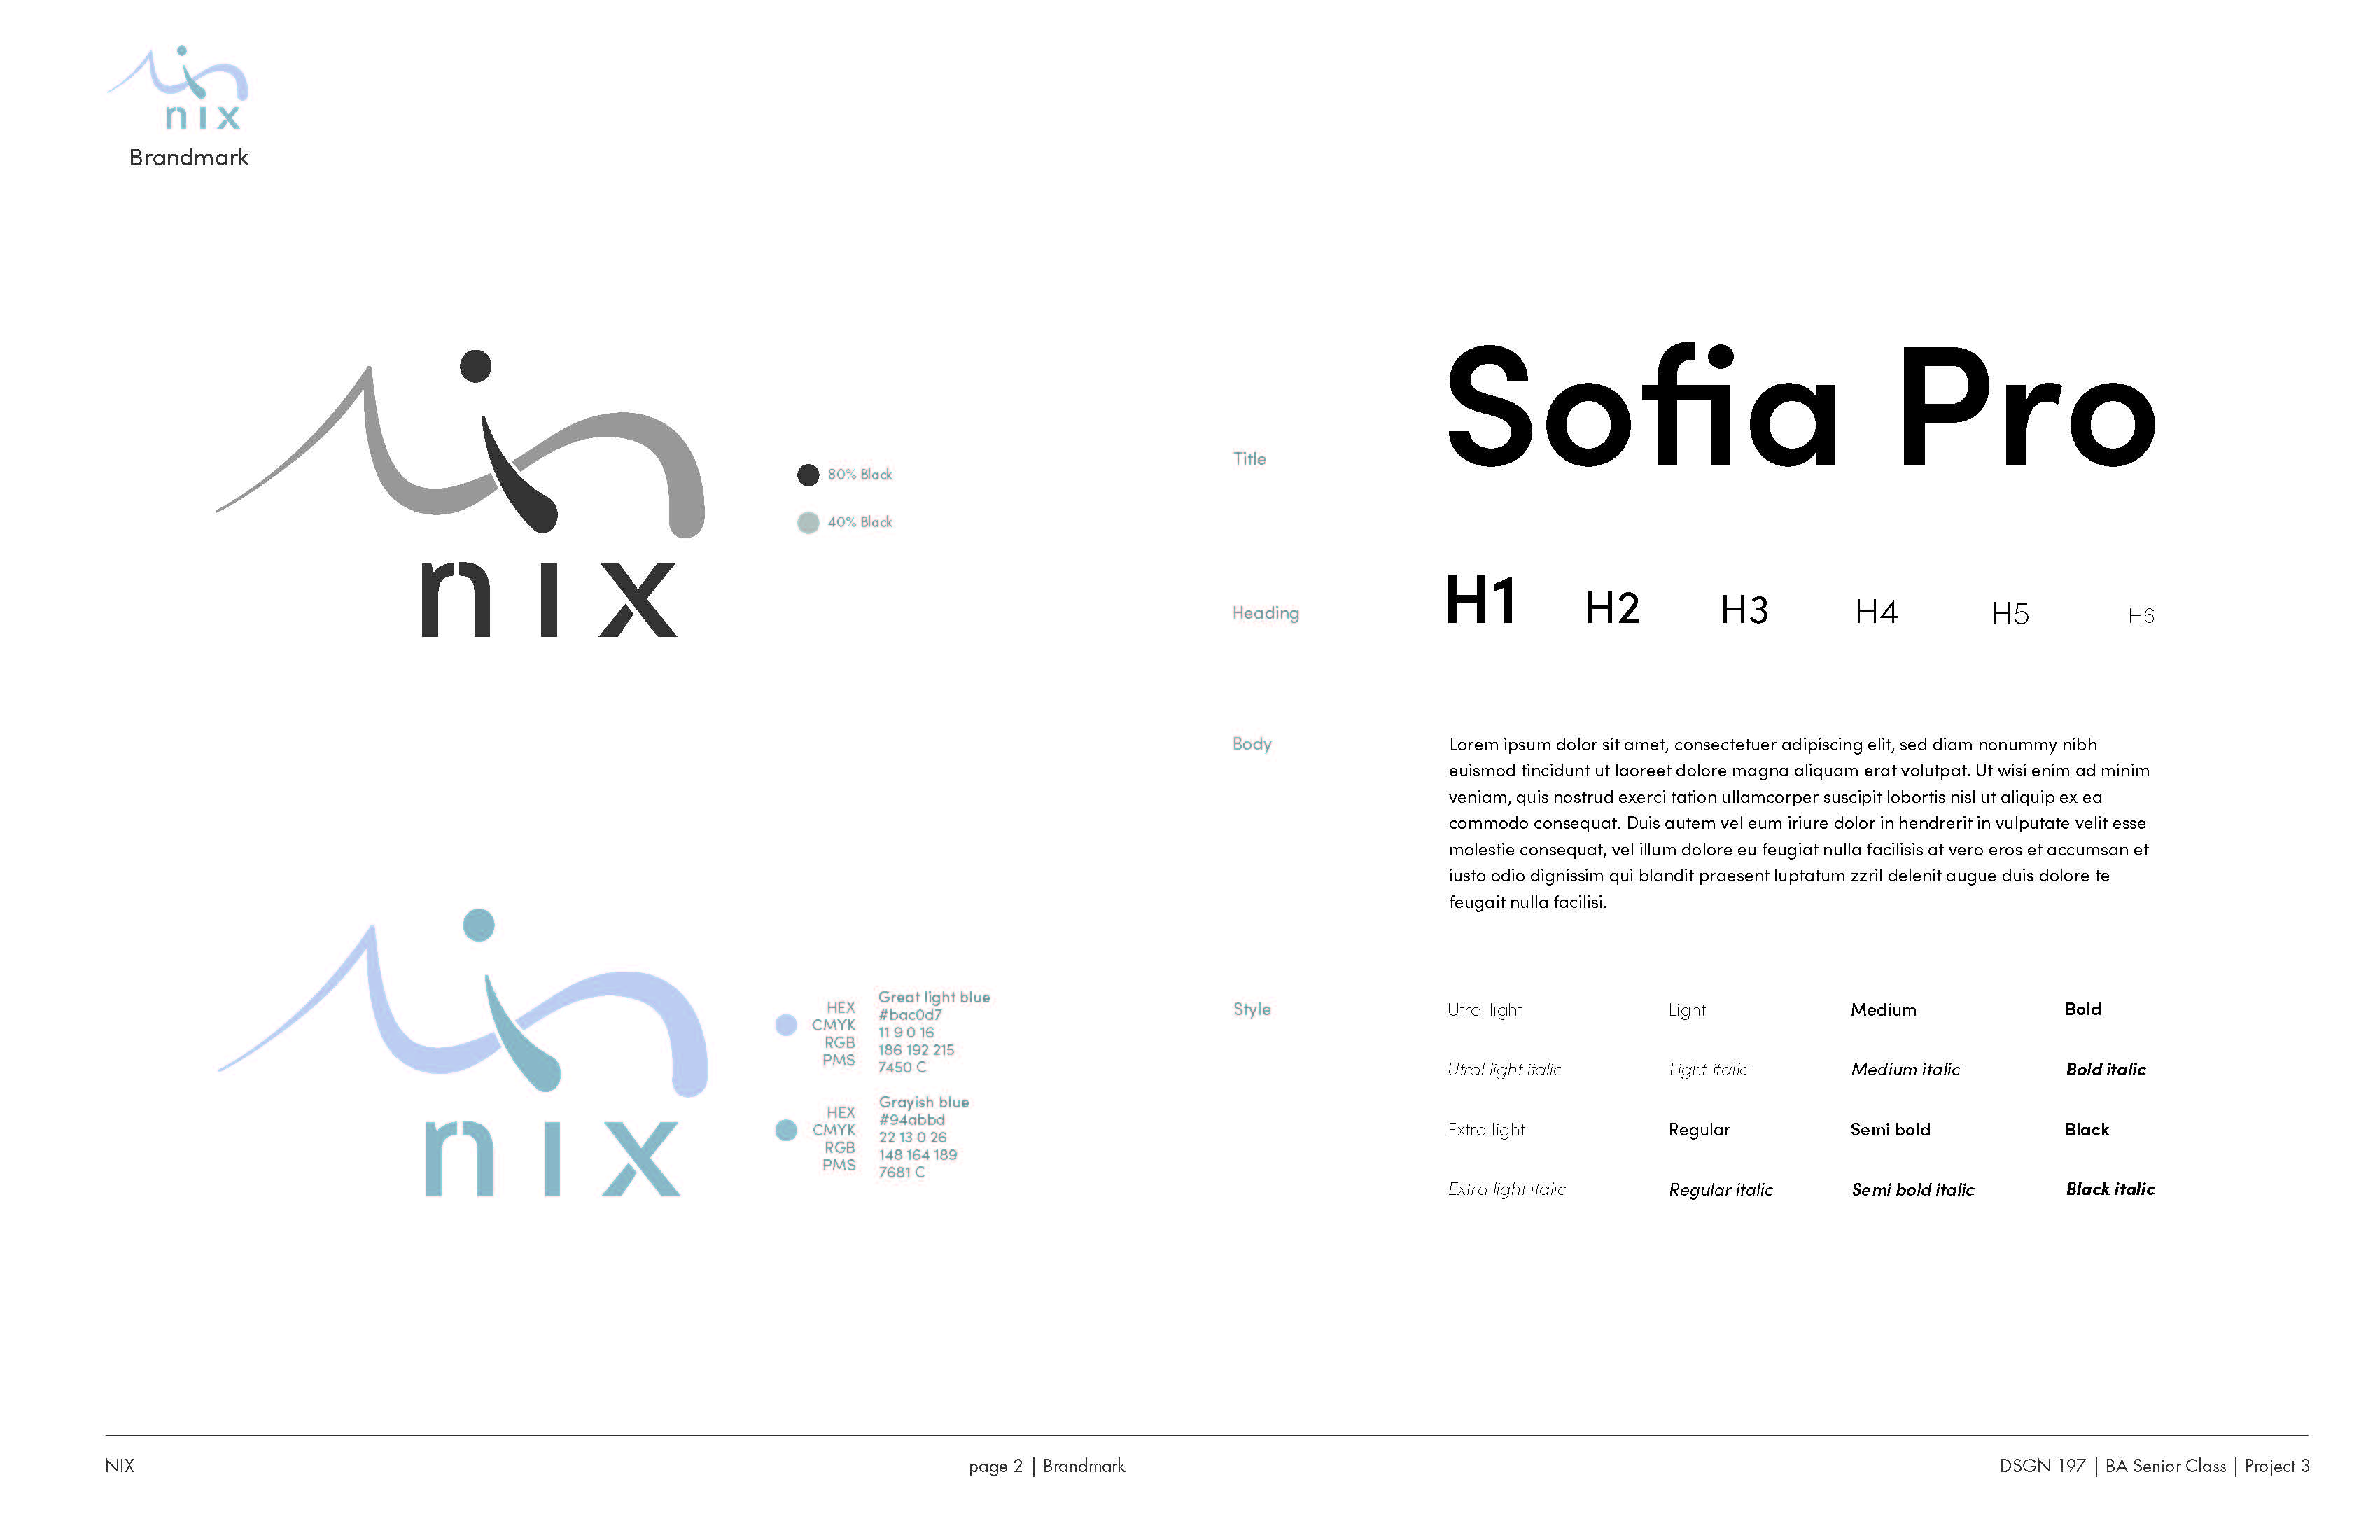 nix
Brandmark
nix
80% Black
40% Black
nix
Great light blue
HEX #bac0d7
CMYK 11 9 0 16
RGB 186 192 215
PMS 7450 C
Grayish blue
HEX #94abbd
CMYK 22 13 0 26
RGB 148 164 189
PMS 7681 C
Title Sofia Pro
Heading H1 H2 H3 H4 H5 H6
Body Lorem ipsum dolor sit amet, consectetuer adipiscing elit, sed diam nonummy nibh
euismod tincidunt ut laoreet dolore magna aliquam erat volutpat. Ut wisi enim ad minim
veniam, quis nostrud exerci tation ullamcorper suscipit lobortis nisl ut aliquip ex ea
commodo consequat. Duis autem vel eum iriure dolor in hendrerit in vulputate velit esse
molestie consequat, vel illum dolore eu feugiat nulla facilisis at vero eros et accumsan et
iusto odio dignissim qui blandit praesent luptatum zzril delenit augue duis dolore te
feugait nulla facilisi.
Style Utral light Light Medium Bold
Utral light italic Light italic Medium italic Bold italic
Extra light Regular Semi bold Black
Extra light italic Regular italic Semi bold italic Black italic
NIX page 2 | Brandmark DSGN 197 | BA Senior Class | Project 3